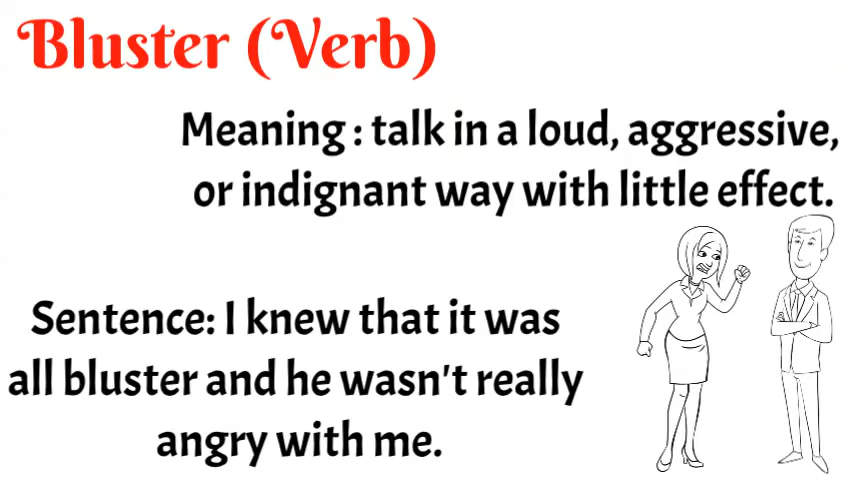 Bluster (Verb)
Meaning : talk in a loud, aggressive,
or indignant way with little effect.
Sentence: I knew that it was
all bluster and he wasn't really
angry with me.